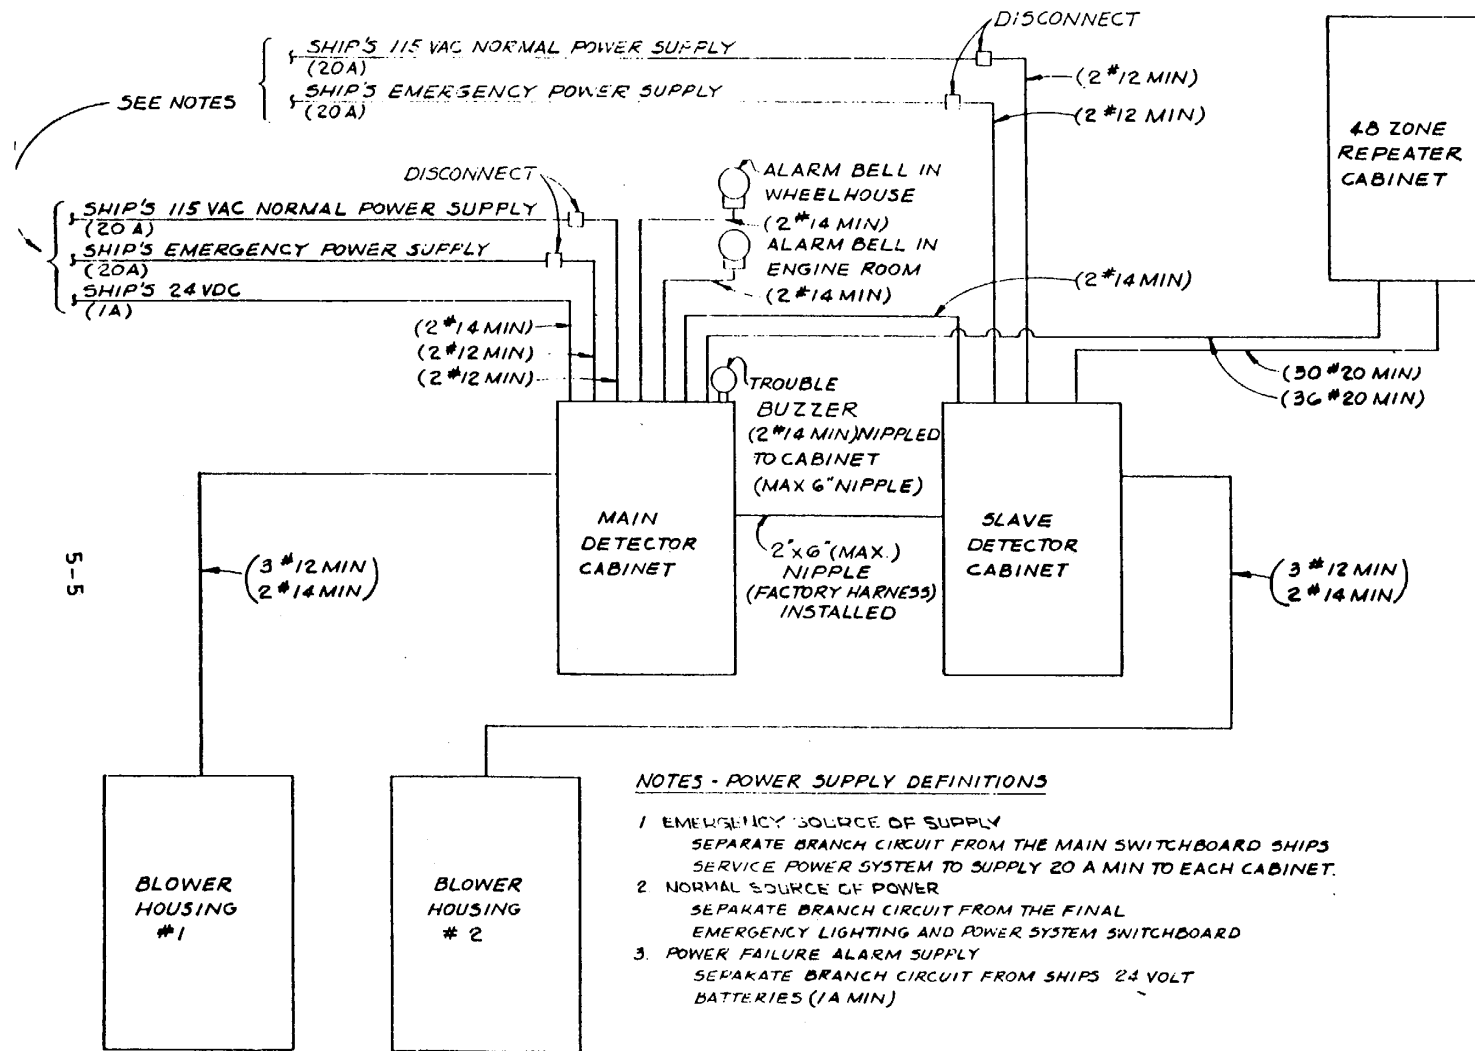 DISCONNECT
SHIP'S 115 VAC NORMAL POWER SUPPLY
(20A)
SHIP'S EMERGENCY POWER SUPPLY
(20A)
SEE NOTES
(2 #12 MIN)
(2 #12 MIN)
48 ZONE
REPEATER
CABINET
DISCONNECT
SHIP'S 115 VAC NORMAL POWER SUPPLY
(20 A)
SHIP'S EMERGENCY POWER SUPPLY
(20A)
SHIP'S 24 VDC
(1A)
ALARM BELL IN
WHEELHOUSE
(2 #14 MIN)
ALARM BELL IN
ENGINE ROOM
(2 #14 MIN)
(2 #14 MIN)
(2 #14 MIN)
(2 #12 MIN)
(2 #12 MIN)
(30 #20 MIN)
(36 #20 MIN)
TROUBLE
BUZZER
(2 #14 MIN) NIPPLED
TO CABINET
(MAX 6" NIPPLE)
MAIN
DETECTOR
CABINET
2" x 6" (MAX.)
NIPPLE
(FACTORY HARNESS)
INSTALLED
SLAVE
DETECTOR
CABINET
(3 #12 MIN
2 #14 MIN)
(3 #12 MIN
2 #14 MIN)
5-5
BLOWER
HOUSING
#1
BLOWER
HOUSING
# 2
NOTES - POWER SUPPLY DEFINITIONS
1 EMERGENCY SOURCE OF SUPPLY
SEPARATE BRANCH CIRCUIT FROM THE MAIN SWITCHBOARD SHIPS
SERVICE POWER SYSTEM TO SUPPLY 20 A MIN TO EACH CABINET.
2. NORMAL SOURCE OF POWER
SEPARATE BRANCH CIRCUIT FROM THE FINAL
EMERGENCY LIGHTING AND POWER SYSTEM SWITCHBOARD
3. POWER FAILURE ALARM SUPPLY
SEPARATE BRANCH CIRCUIT FROM SHIPS 24 VOLT
BATTERIES (1A MIN)